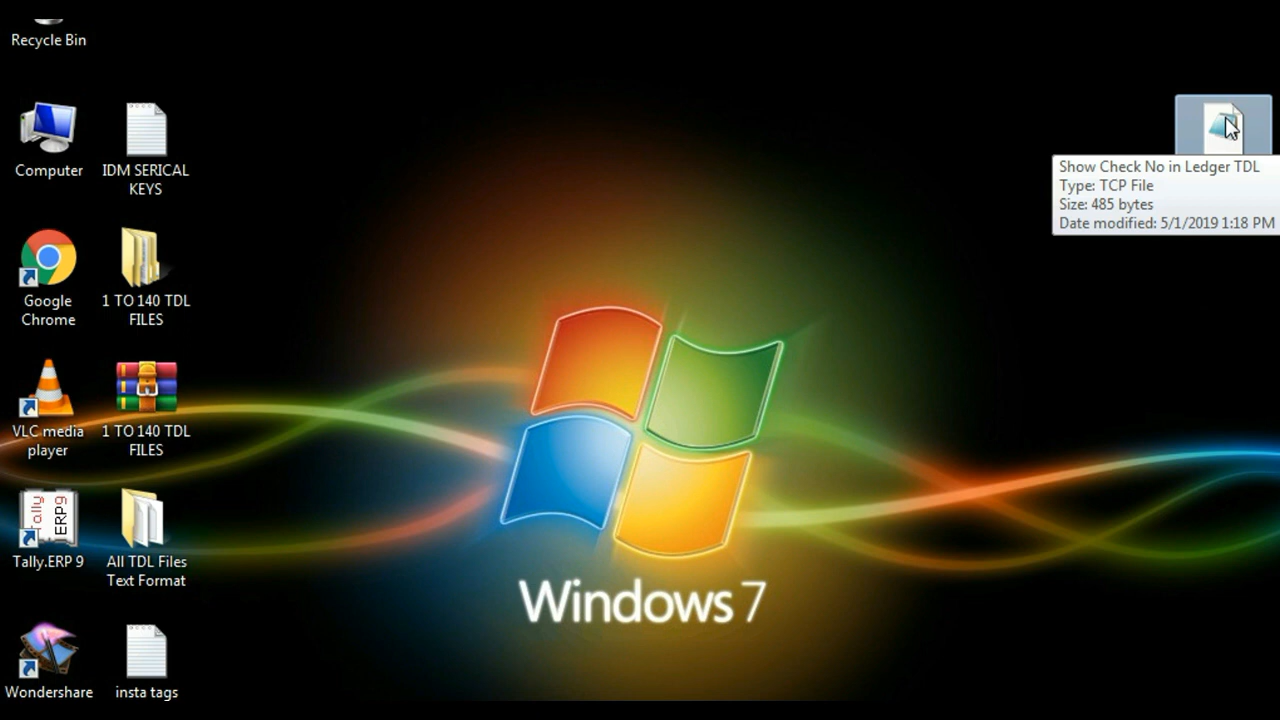 Recycle Bin
Computer
IDM SERICAL
KEYS
Google
Chrome
1 TO 140 TDL
FILES
VLC media
player
1 TO 140 TDL
FILES
Tally
ERP9
Tally.ERP 9
All TDL Files
Text Format
Wondershare
insta tags
Windows 7
Show Check No in Ledger TDL
Type: TCP File
Size: 485 bytes
Date modified: 5/1/2019 1:18 PM